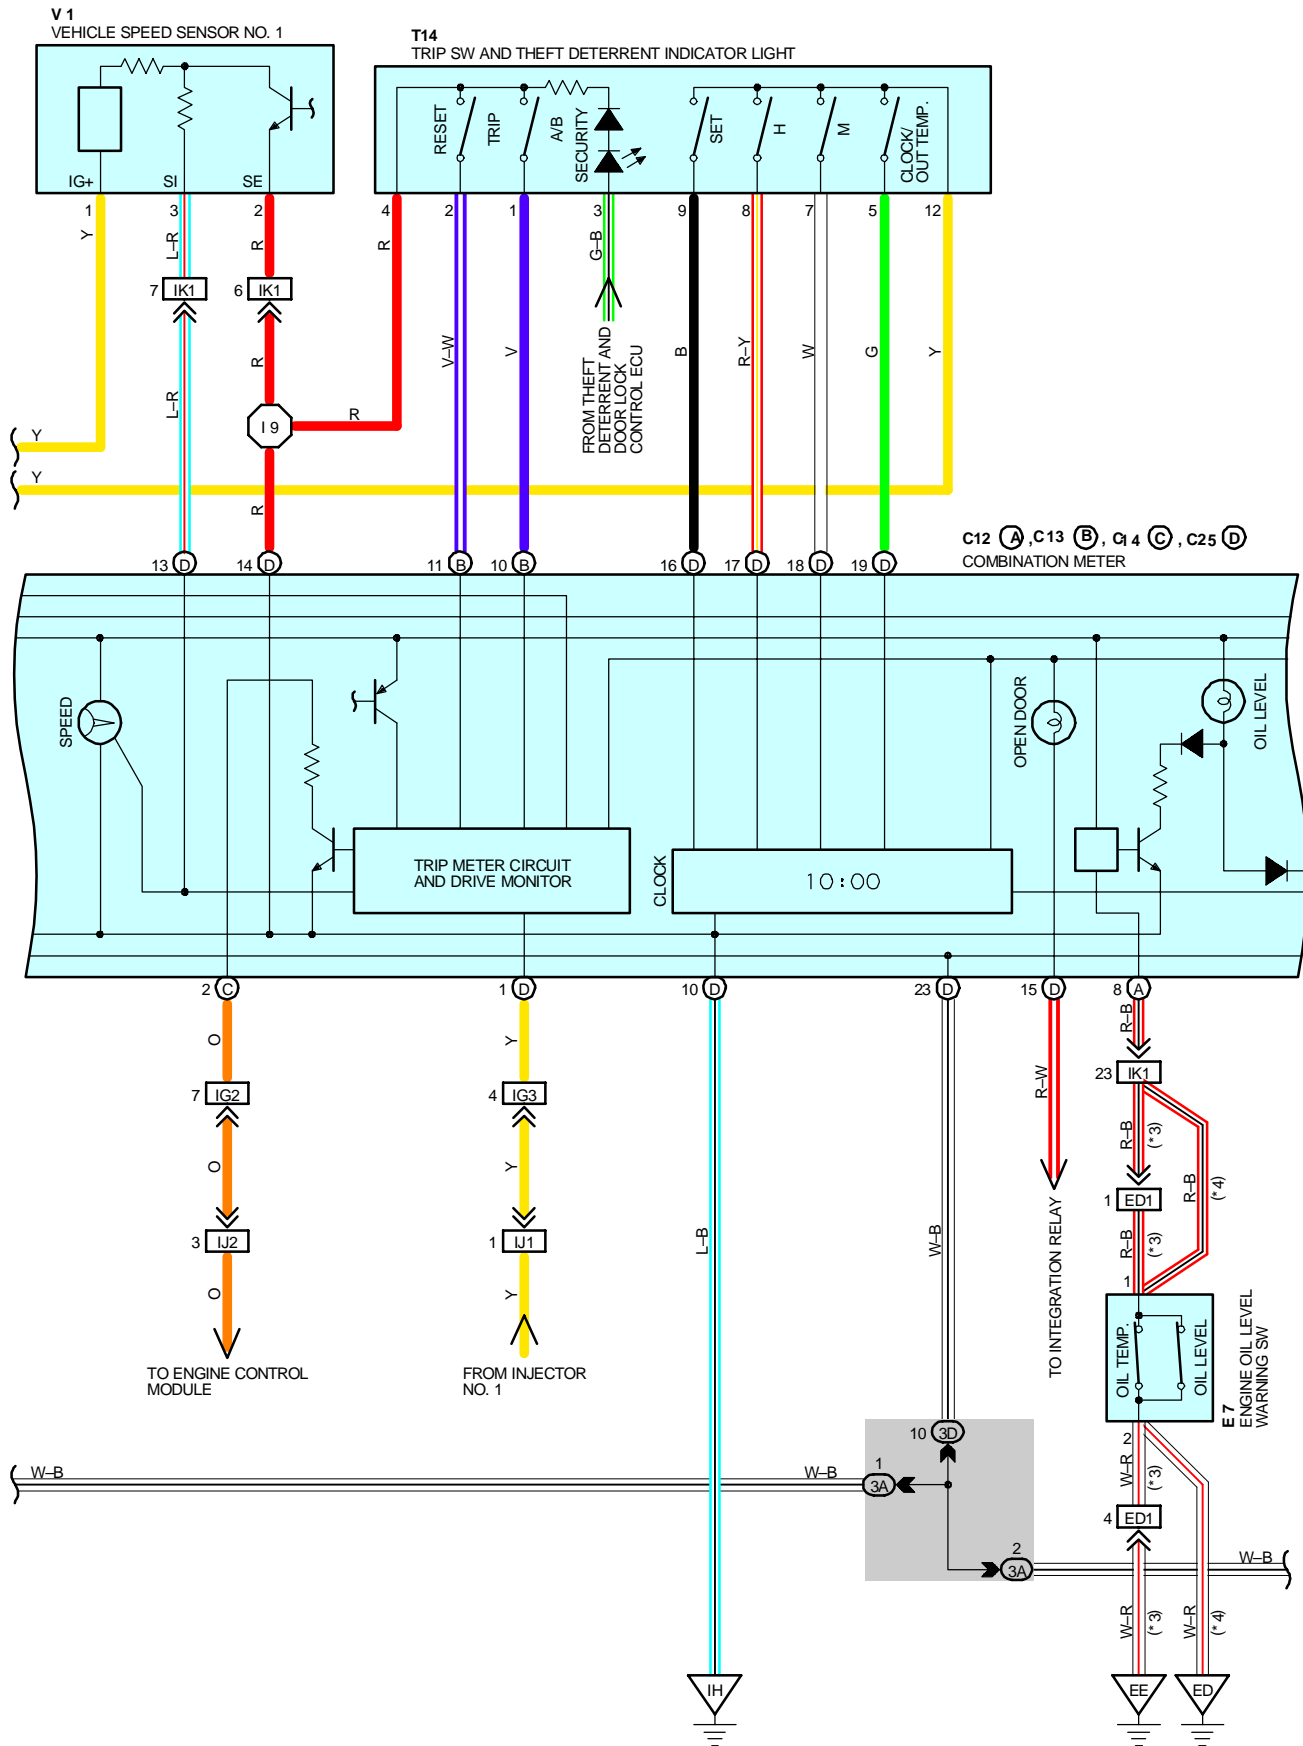 V 1
VEHICLE SPEED SENSOR NO. 1
T14
TRIP SW AND THEFT DETERRENT INDICATOR LIGHT
RESET
TRIP
A/B
SECURITY
SET
H
M
CLOCK/
OUT TEMP.
IG+
SI
SE
1
3
2
4
2
1
3
9
8
7
5
12
Y
L–R
R
R
G–B
7 IK1
6 IK1
L–R
R
V–W
V
FROM THEFT
DETERRENT AND
DOOR LOCK
CONTROL ECU
B
R–Y
W
G
Y
I 9
R
Y
Y
R
C12 A , C13 B , C14 C , C25 D
COMBINATION METER
13 D
14 D
11 B
10 B
16 D
17 D
18 D
19 D
SPEED
OPEN DOOR
OIL LEVEL
TRIP METER CIRCUIT
AND DRIVE MONITOR
CLOCK
10:00
2 C
1 D
10 D
23 D
15 D
8 A
O
Y
R–W
R–B
7 IG2
4 IG3
23 IK1
O
Y
R–B
(*3)
R–B
(*4)
1 ED1
3 IJ2
1 IJ1
L–B
W–B
R–B
(*3)
O
Y
1
TO ENGINE CONTROL
MODULE
FROM INJECTOR
NO. 1
TO INTEGRATION RELAY
OIL TEMP.
OIL LEVEL
E 7
ENGINE OIL LEVEL
WARNING SW
2
10 3D
W–B
W–B
1
3A
W–R
(*3)
4 ED1
2
3A
W–B
W–R
(*3)
W–R
(*4)
IH
EE
ED